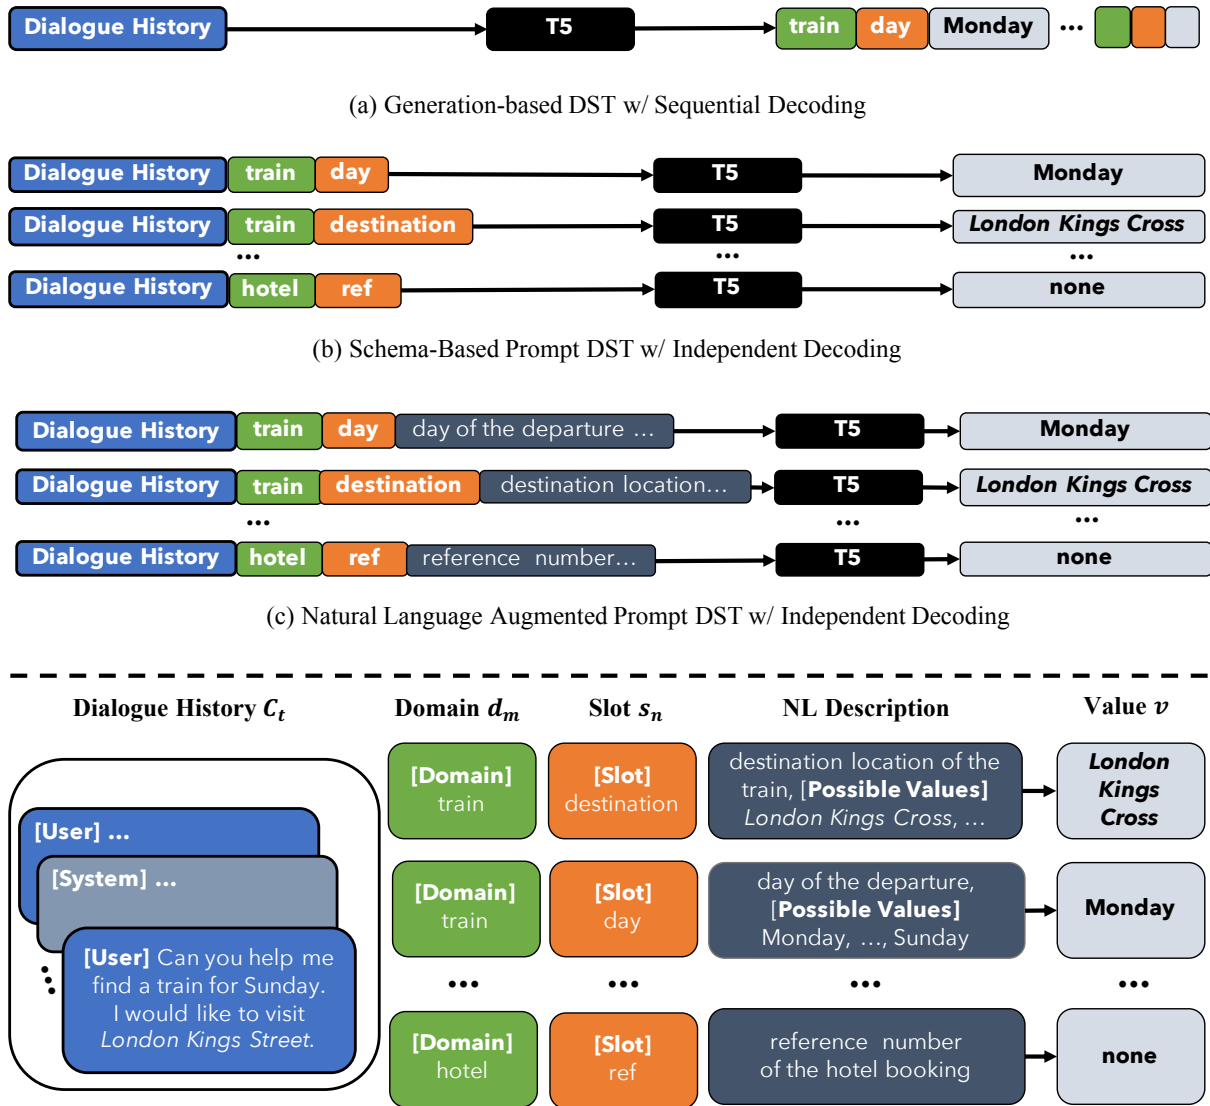 Dialogue History T5 train day Monday ...
(a) Generation-based DST w/ Sequential Decoding
Dialogue History train day T5 Monday
Dialogue History train destination T5 London Kings Cross
... ... ...
Dialogue History hotel ref T5 none
(b) Schema-Based Prompt DST w/ Independent Decoding
Dialogue History train day day of the departure ... T5 Monday
Dialogue History train destination destination location... T5 London Kings Cross
... ... ...
Dialogue History hotel ref reference number... T5 none
(c) Natural Language Augmented Prompt DST w/ Independent Decoding
Dialogue History C_t Domain d_m Slot s_n NL Description Value v
[User] ...
[System] ...
[User] Can you help me
find a train for Sunday.
I would like to visit
London Kings Street.
[Domain]
train
[Slot]
destination
destination location of the
train, [Possible Values]
London Kings Cross, ...
London
Kings
Cross
[Domain]
train
[Slot]
day
day of the departure,
[Possible Values]
Monday, ..., Sunday
Monday
... ... ... ...
[Domain]
hotel
[Slot]
ref
reference number
of the hotel booking
none